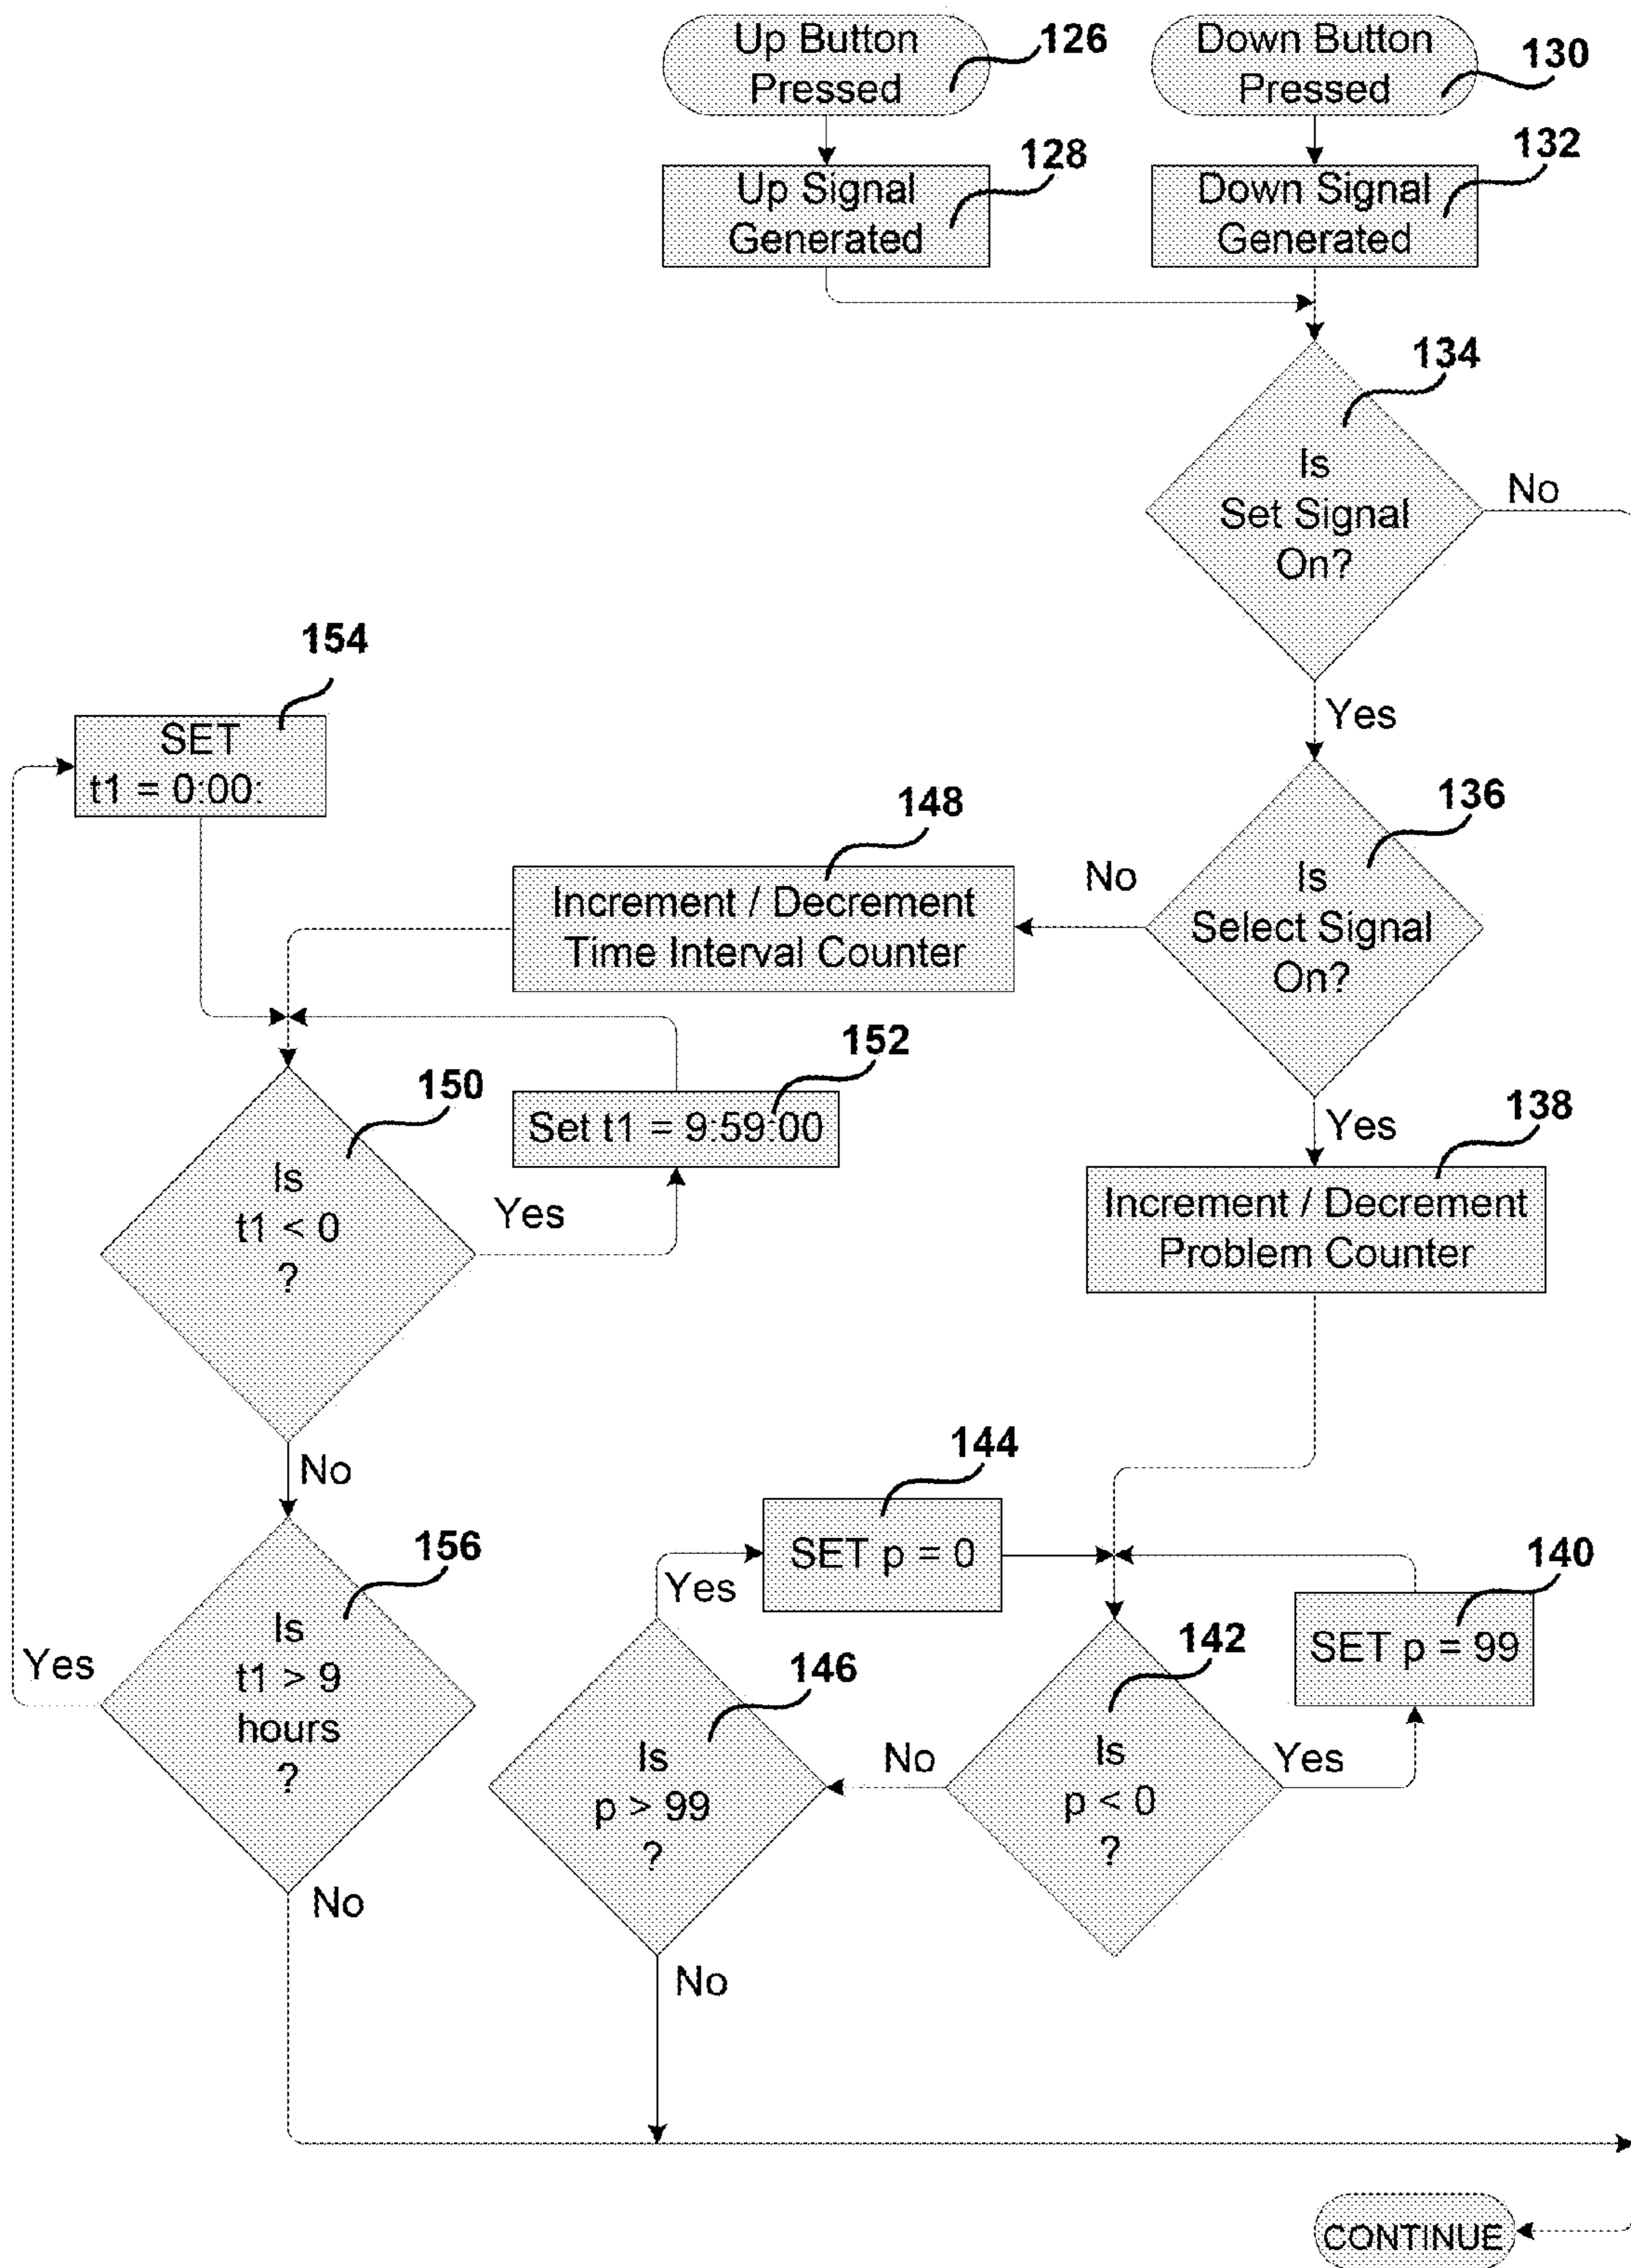 Up Button
Pressed
126
Down Button
Pressed
130
Up Signal
Generated
128
Down Signal
Generated
132
134
Is
Set Signal
On?
No
Yes
154
SET
t1 = 0:00:
148
Increment / Decrement
Time Interval Counter
No
136
Is
Select Signal
On?
Yes
150
Is
t1 < 0
?
Yes
152
Set t1 = 9:59:00
138
Increment / Decrement
Problem Counter
No
156
Is
t1 > 9
hours
?
Yes
No
144
SET p = 0
Yes
146
Is
p > 99
?
No
No
142
Is
p < 0
?
Yes
140
SET p = 99
CONTINUE